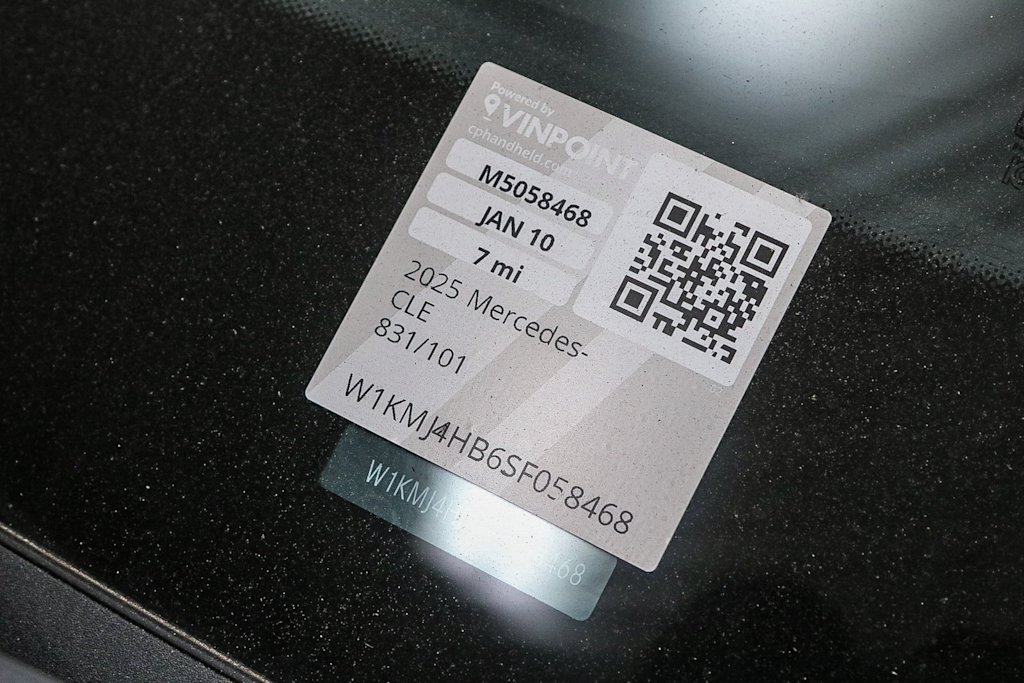 Powered by
VINPOINT
cphandheld.com
M5058468
JAN 10
7 mi
2025 Mercedes-
CLE
831/101
W1KMJ4HB6SF058468
W1KMJ4 468